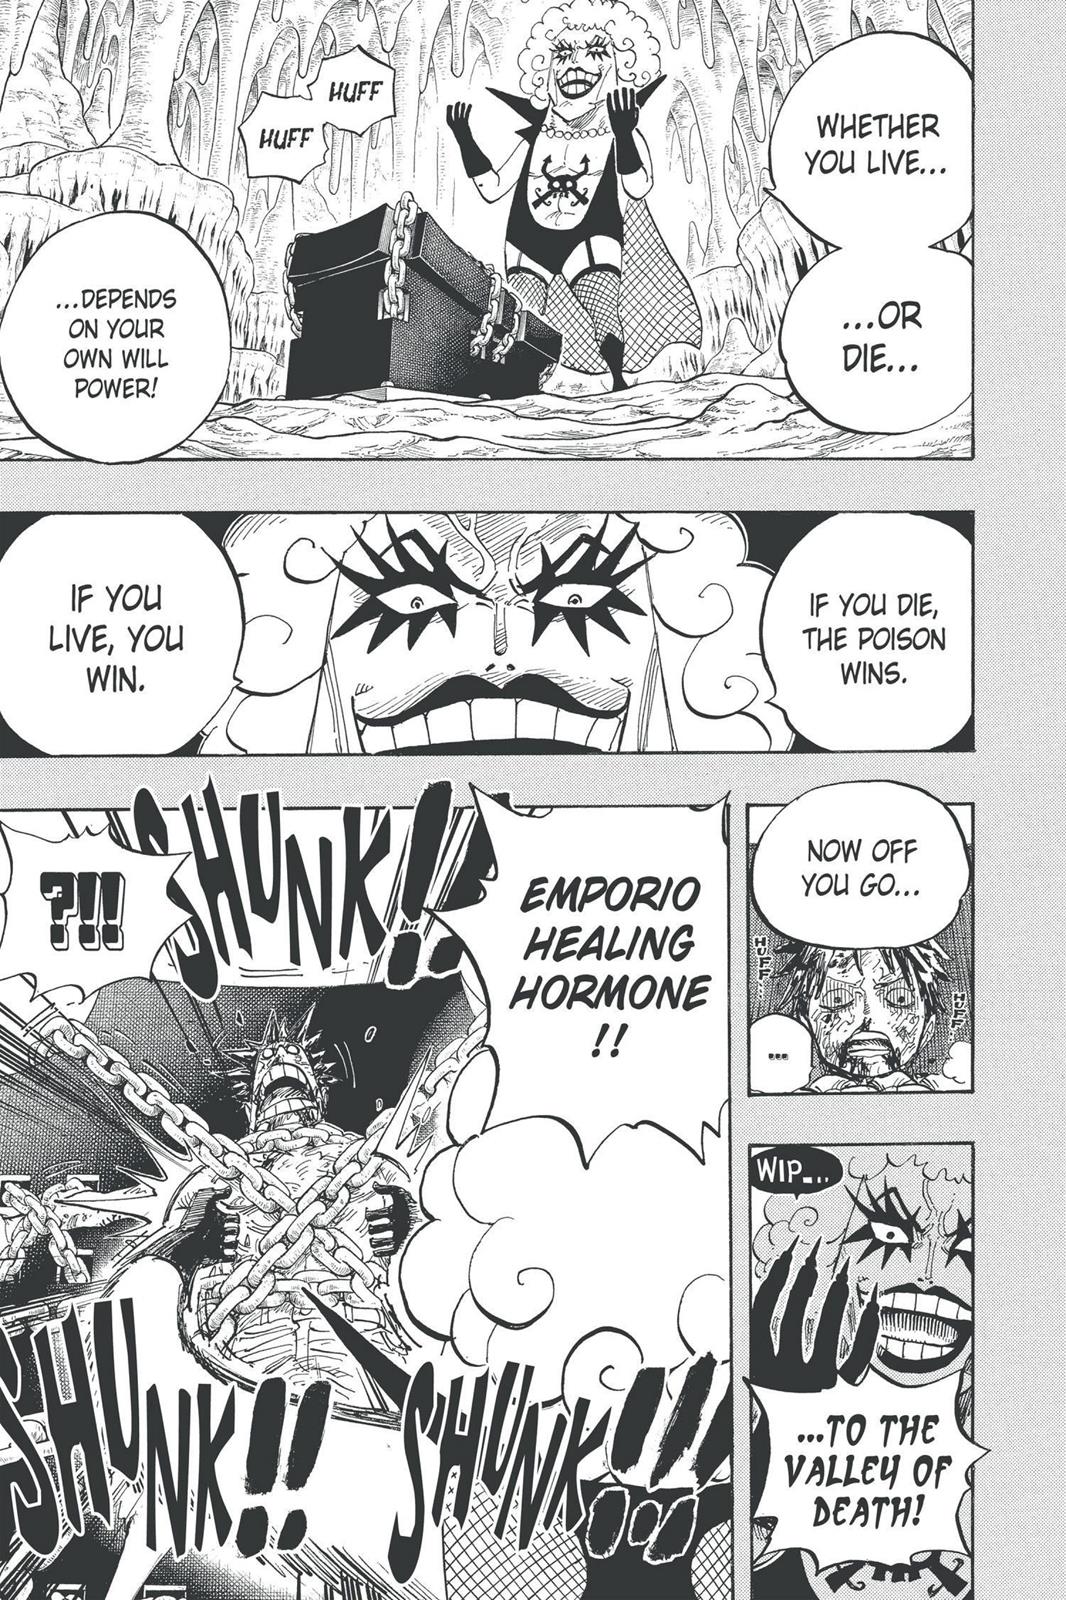 WHETHER
YOU LIVE...
...OR
DIE...
HUFF
HUFF
...DEPENDS
ON YOUR
OWN WILL
POWER!
IF YOU DIE,
THE POISON
WINS.
IF YOU
LIVE, YOU
WIN.
NOW OFF
YOU GO...
HUFF...
HUFF
...
WIP...
...TO THE
VALLEY OF
DEATH!
EMPORIO
HEALING
HORMONE
!!
SHUNK!!
?!!
SHUNK!!
SHUNK!!!